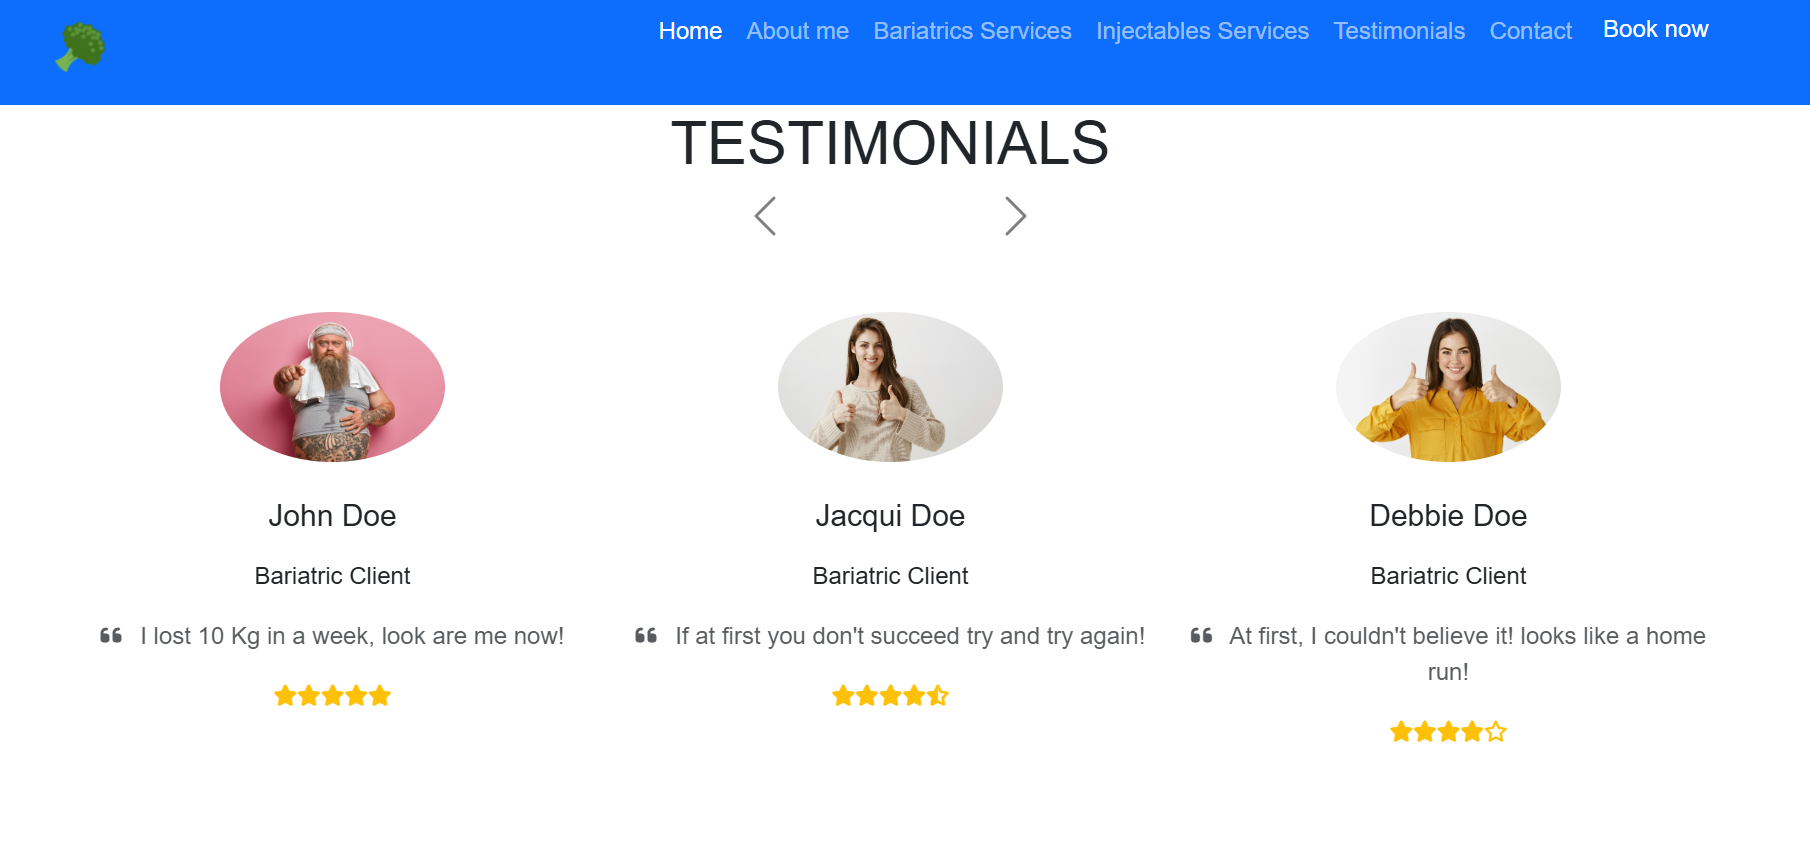 Home About me Bariatrics Services Injectables Services Testimonials Contact Book now
TESTIMONIALS
John Doe
Bariatric Client
❝ I lost 10 Kg in a week, look are me now!
Jacqui Doe
Bariatric Client
❝ If at first you don't succeed try and try again!
Debbie Doe
Bariatric Client
❝ At first, I couldn't believe it! looks like a home
run!